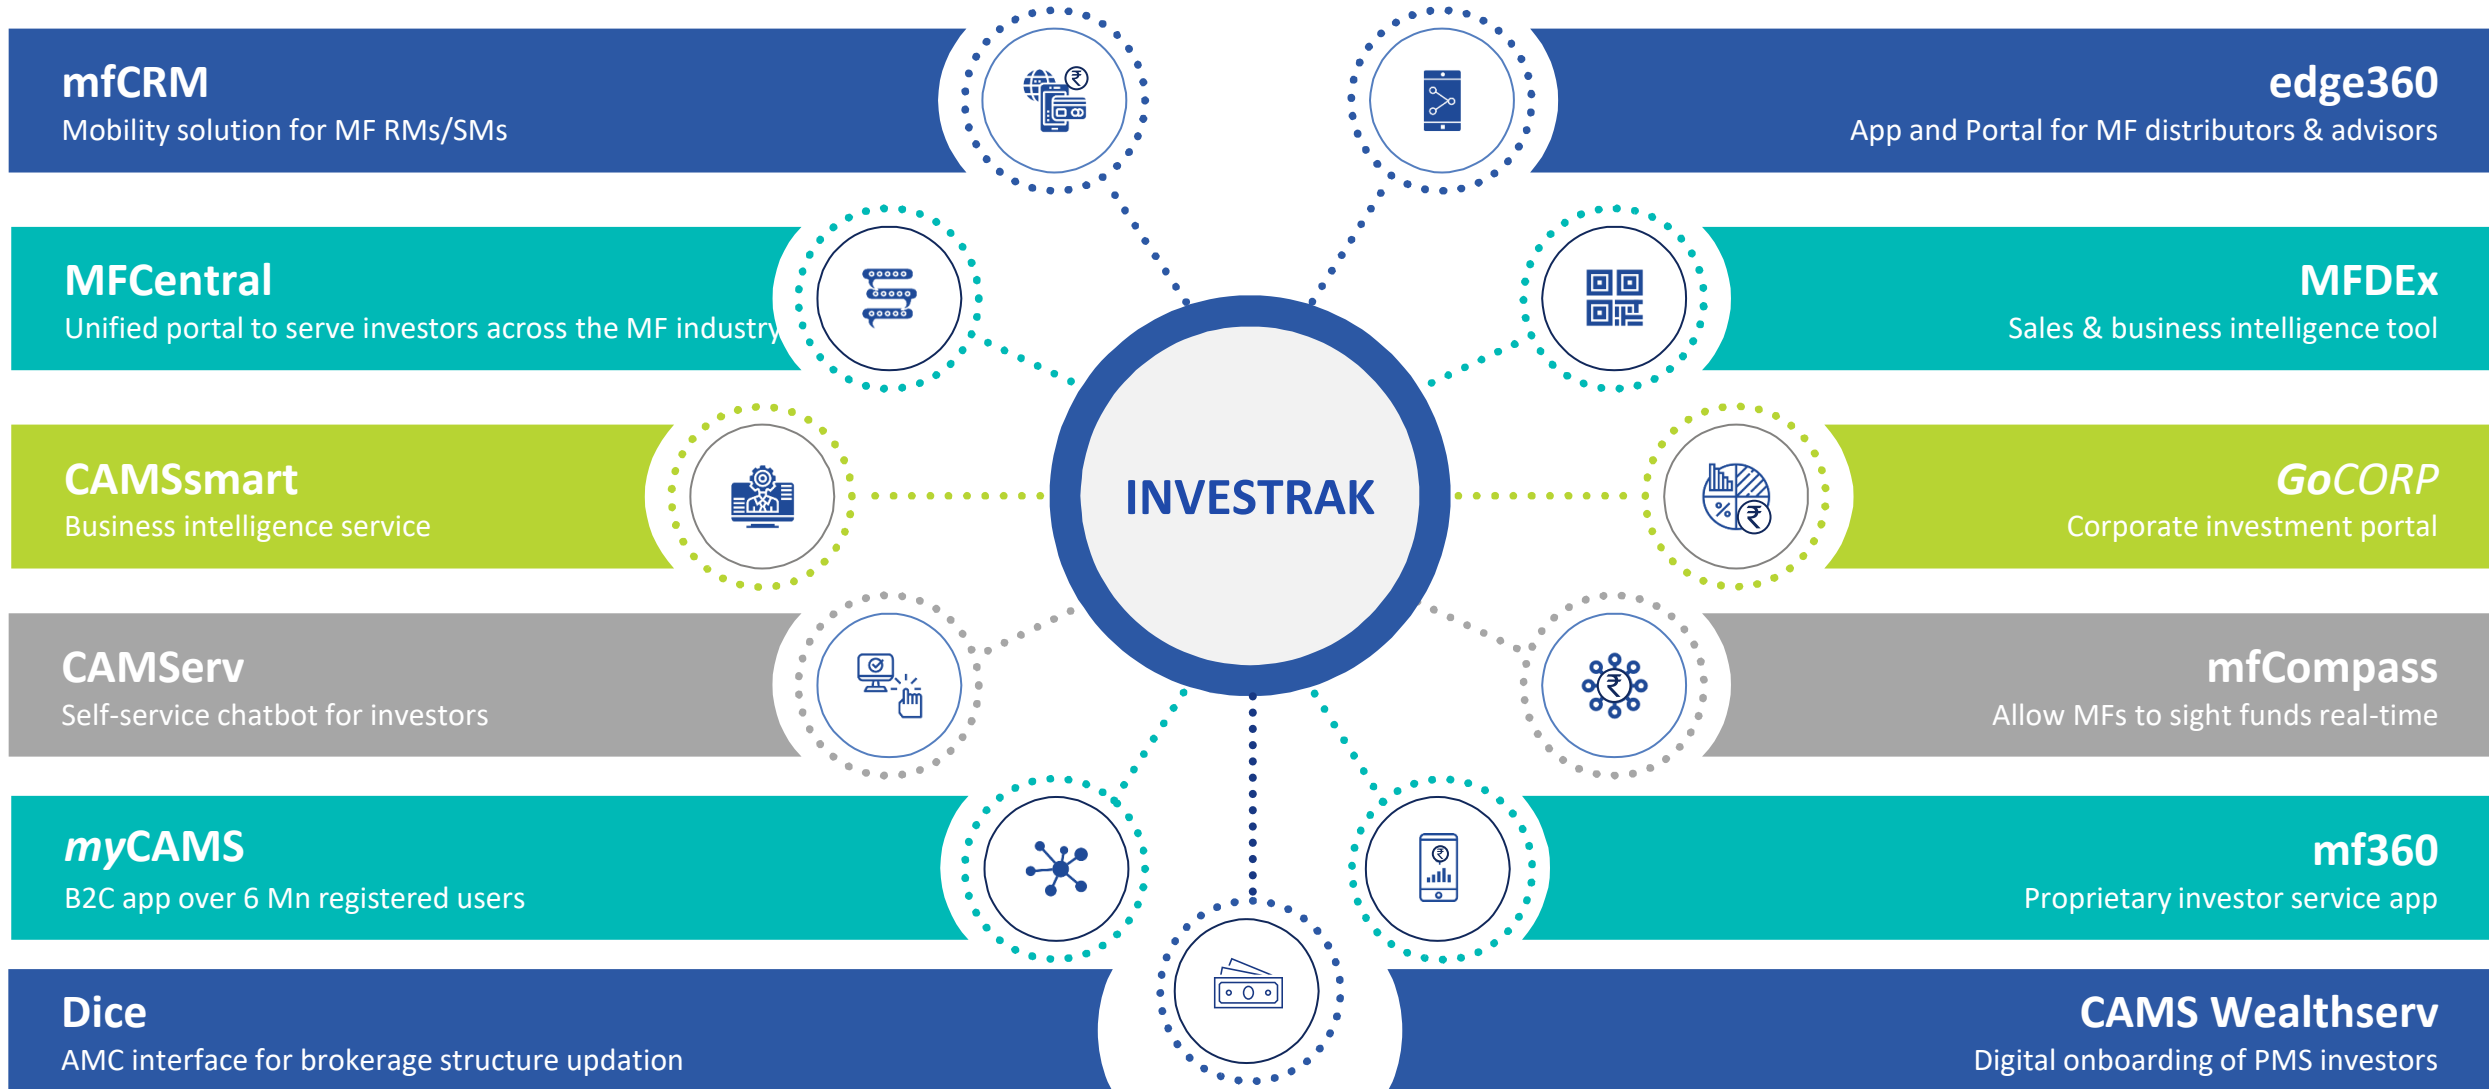 mfCRM
Mobility solution for MF RMs/SMs
edge360
App and Portal for MF distributors & advisors
MFCentral
Unified portal to serve investors across the MF industry
MFDEx
Sales & business intelligence tool
CAMSsmart
Business intelligence service
INVESTRAK
GoCORP
Corporate investment portal
CAMServ
Self-service chatbot for investors
mfCompass
Allow MFs to sight funds real-time
myCAMS
B2C app over 6 Mn registered users
mf360
Proprietary investor service app
Dice
AMC interface for brokerage structure updation
CAMS Wealthserv
Digital onboarding of PMS investors